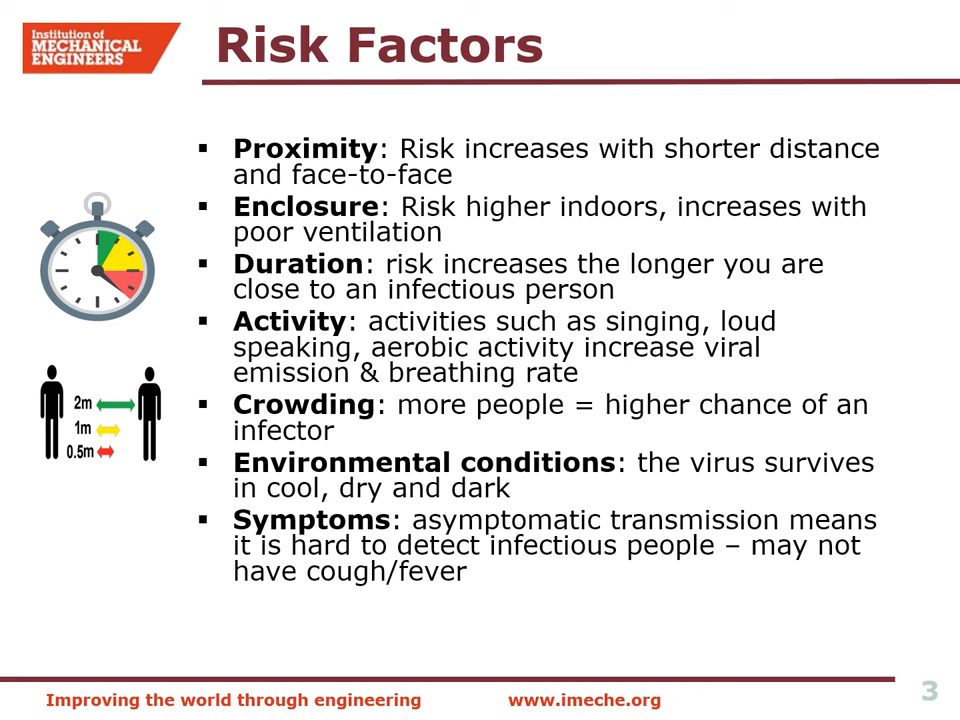 Institution of
MECHANICAL
ENGINEERS
Risk Factors
▪ Proximity: Risk increases with shorter distance
and face-to-face
▪ Enclosure: Risk higher indoors, increases with
poor ventilation
▪ Duration: risk increases the longer you are
close to an infectious person
▪ Activity: activities such as singing, loud
speaking, aerobic activity increase viral
emission & breathing rate
▪ Crowding: more people = higher chance of an
infector
▪ Environmental conditions: the virus survives
in cool, dry and dark
▪ Symptoms: asymptomatic transmission means
it is hard to detect infectious people – may not
have cough/fever
2m
1m
0.5m
Improving the world through engineering
www.imeche.org
3